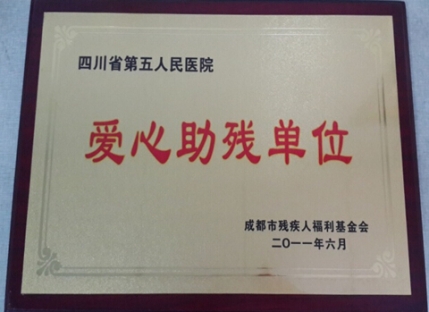 四川省第五人民医院
爱心助残单位
成都市残疾人福利基金会
二〇一一年六月